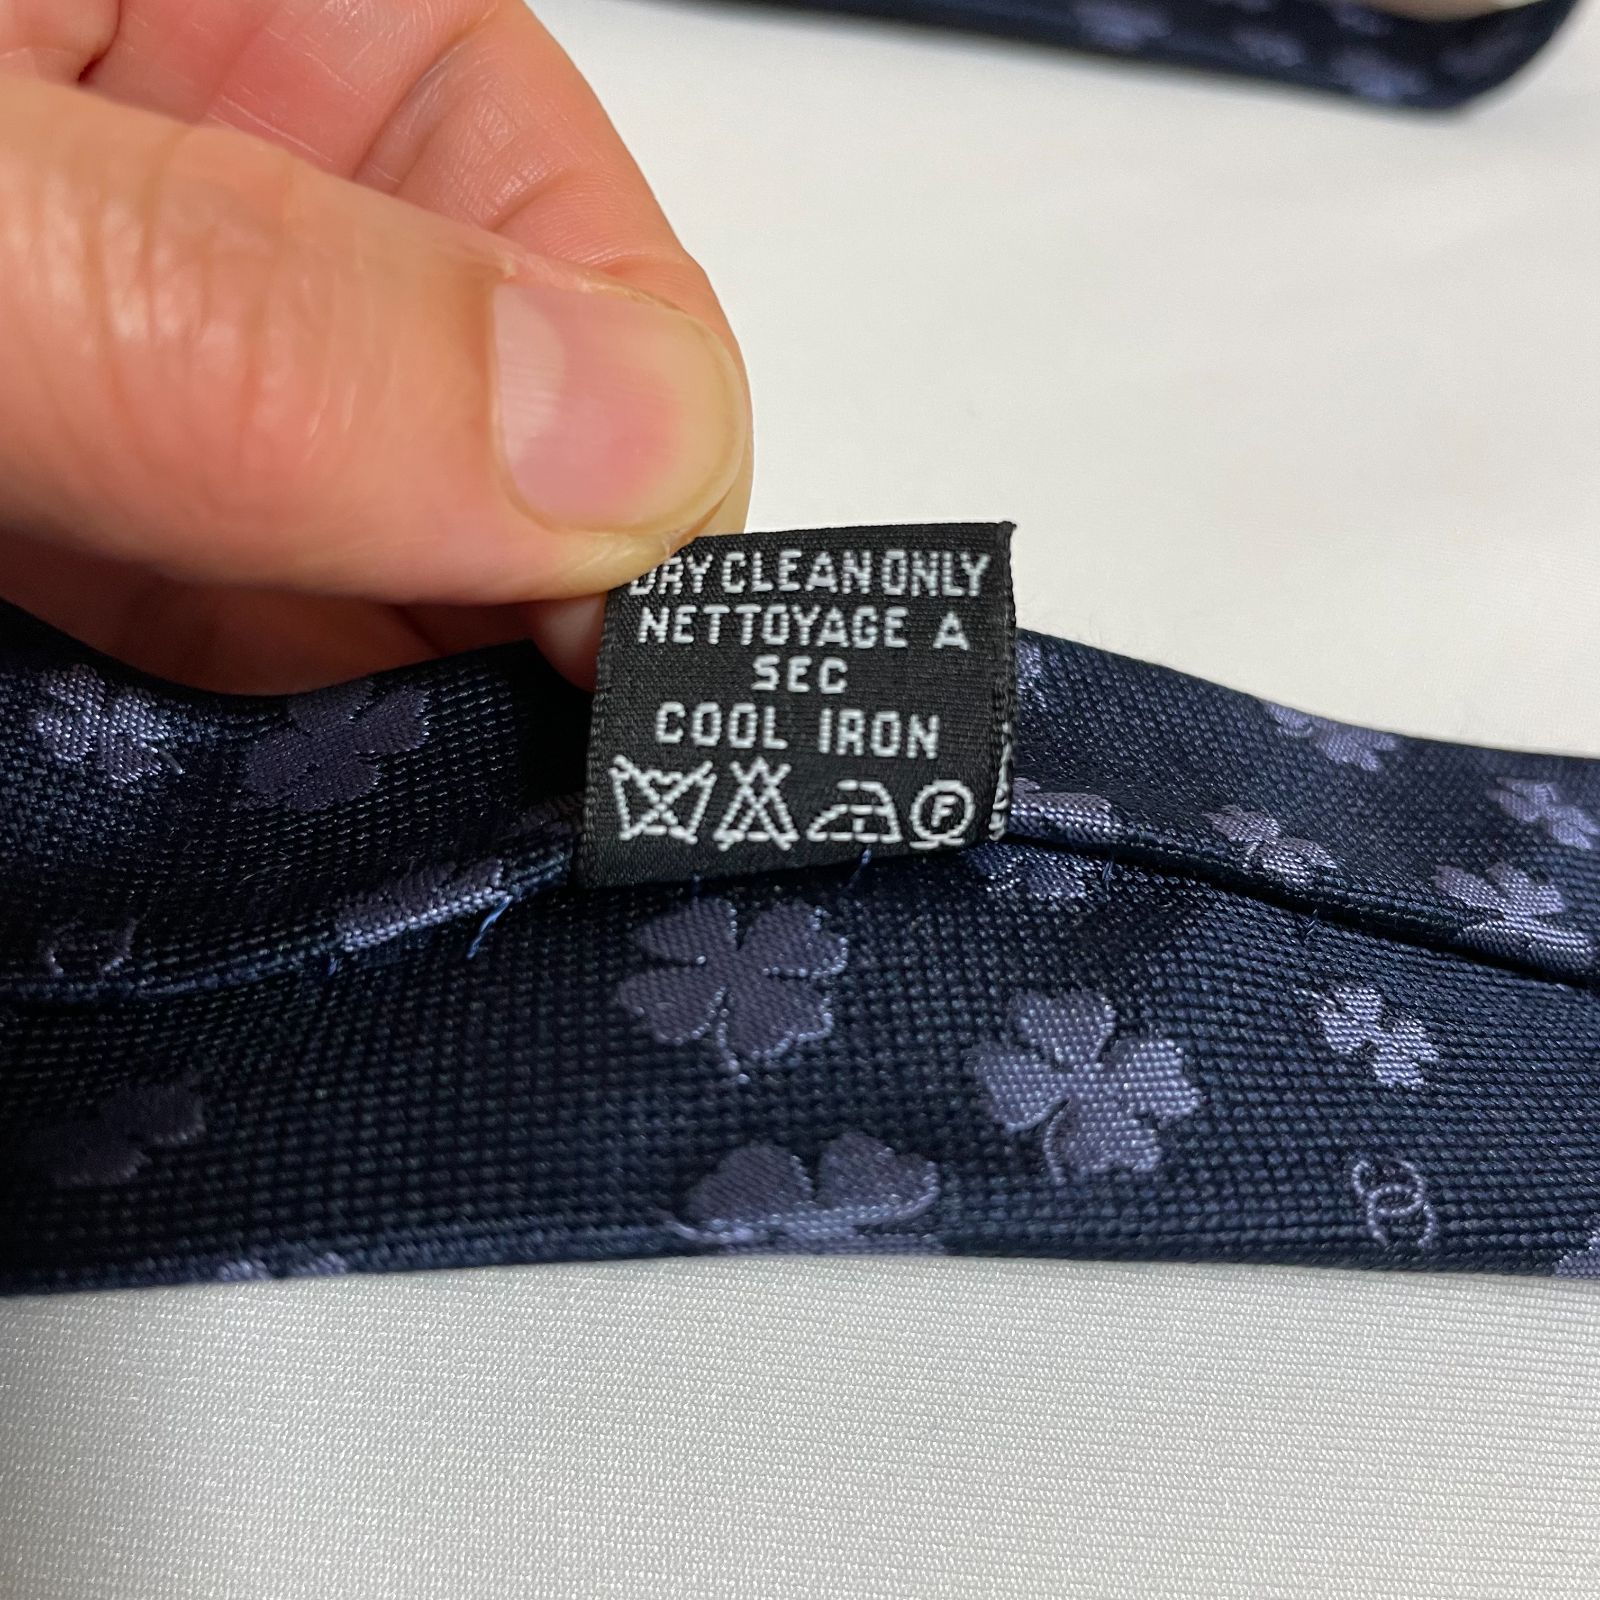 DRY CLEAN ONLY
NETTOYAGE A
SEC
COOL IRON
F